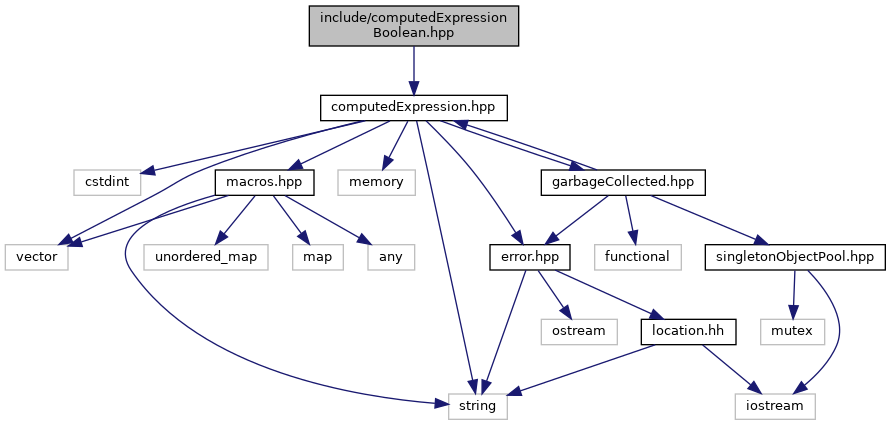 include/computedExpression
Boolean.hpp
computedExpression.hpp
cstdint
macros.hpp
memory
garbageCollected.hpp
vector
unordered_map
map
any
error.hpp
functional
singletonObjectPool.hpp
ostream
location.hh
mutex
string
iostream